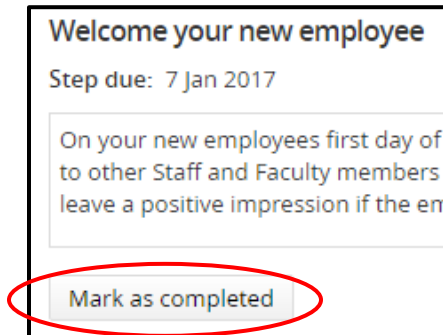 Welcome your new employee
Step due: 7 Jan 2017
On your new employees first day of
to other Staff and Faculty members
leave a positive impression if the
Mark as completed